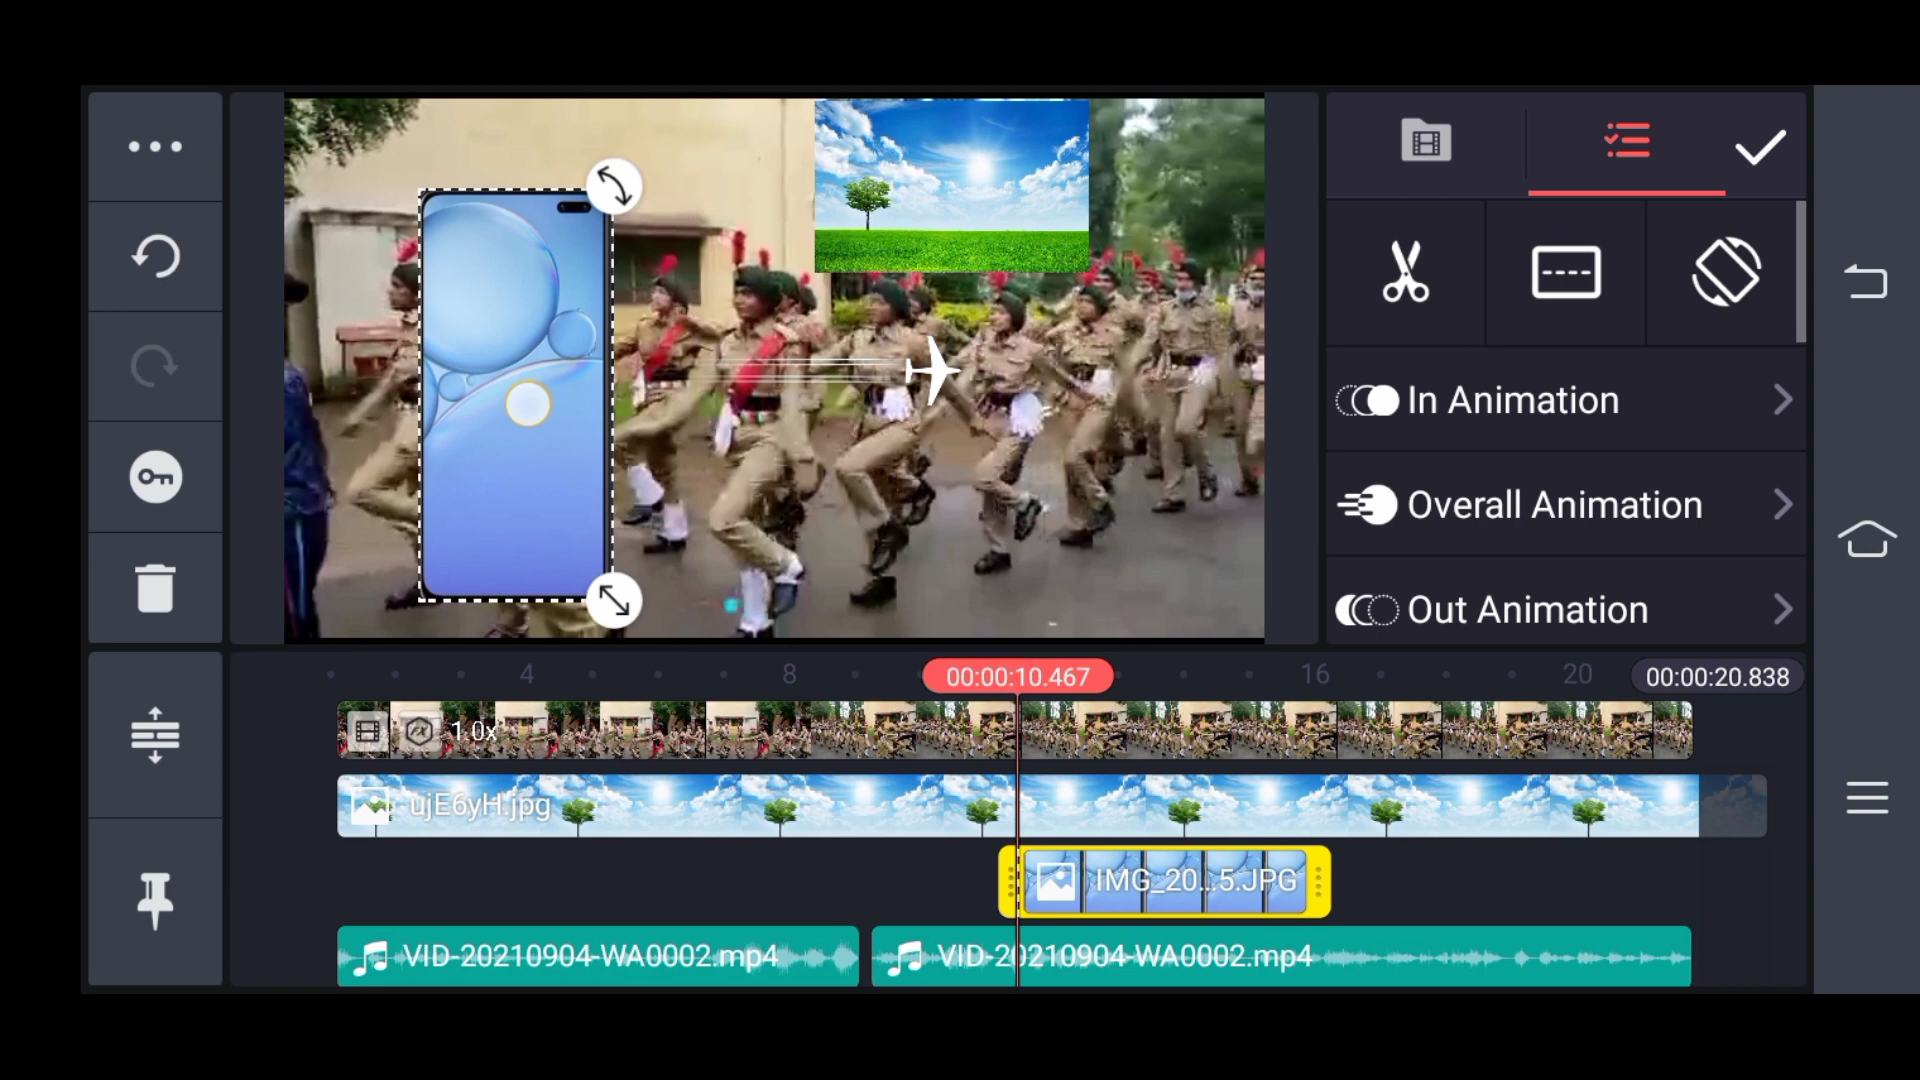 In Animation
Overall Animation
Out Animation
4
8
00:00:10.467
16
20
00:00:20.838
1.0x
ujE6yH.jpg
IMG_20...5.JPG
VID-20210904-WA0002.mp4
VID-20210904-WA0002.mp4